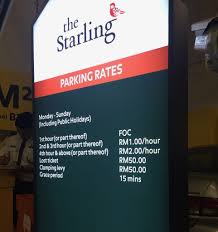 the
Starling
PARKING RATES
Monday - Sunday
(Including Public Holidays)
1st hour (or part thereof) FOC
2nd & 3rd hour (or part thereof) RM1.00/hour
4th hour & above (or part thereof) RM2.00/hour
Lost ticket RM50.00
Clamping levy RM50.00
Grace period 15 mins